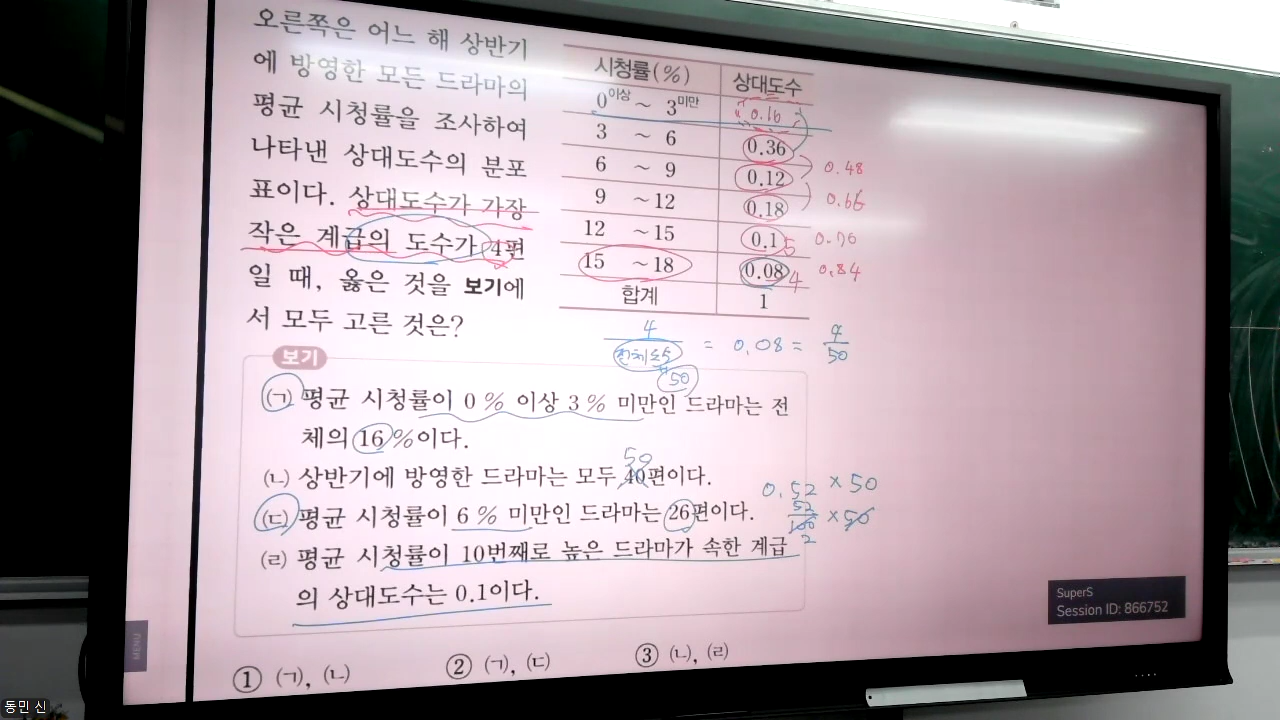 오른쪽은 어느 해 상반기
에 방영한 모든 드라마의
평균 시청률을 조사하여
나타낸 상대도수의 분포
표이다. 상대도수가 가장
작은 계급의 도수가 4편
일 때, 옳은 것을 보기에
서 모두 고른 것은?
시청률(%) 상대도수
0이상 ~ 3미만 0.16
3 ~ 6 0.36
6 ~ 9 0.12 0.48
9 ~12 0.18 0.66
12 ~15 0.1 5
15 ~18 0.08 4 0.84
합계 1
4
전체도수 = 0.08 = 4/50
50
보기
(ㄱ) 평균 시청률이 0 % 이상 3 % 미만인 드라마는 전
체의 16 %이다.
50
(ㄴ) 상반기에 방영한 드라마는 모두 40편이다.
0.52 × 50
(ㄷ) 평균 시청률이 6 % 미만인 드라마는 26편이다.
52/100 × 50
2
(ㄹ) 평균 시청률이 10번째로 높은 드라마가 속한 계급
의 상대도수는 0.1이다.
① (ㄱ), (ㄴ) ② (ㄱ), (ㄷ) ③ (ㄴ), (ㄹ)
SuperS
Session ID: 866752
MENU
동민 신